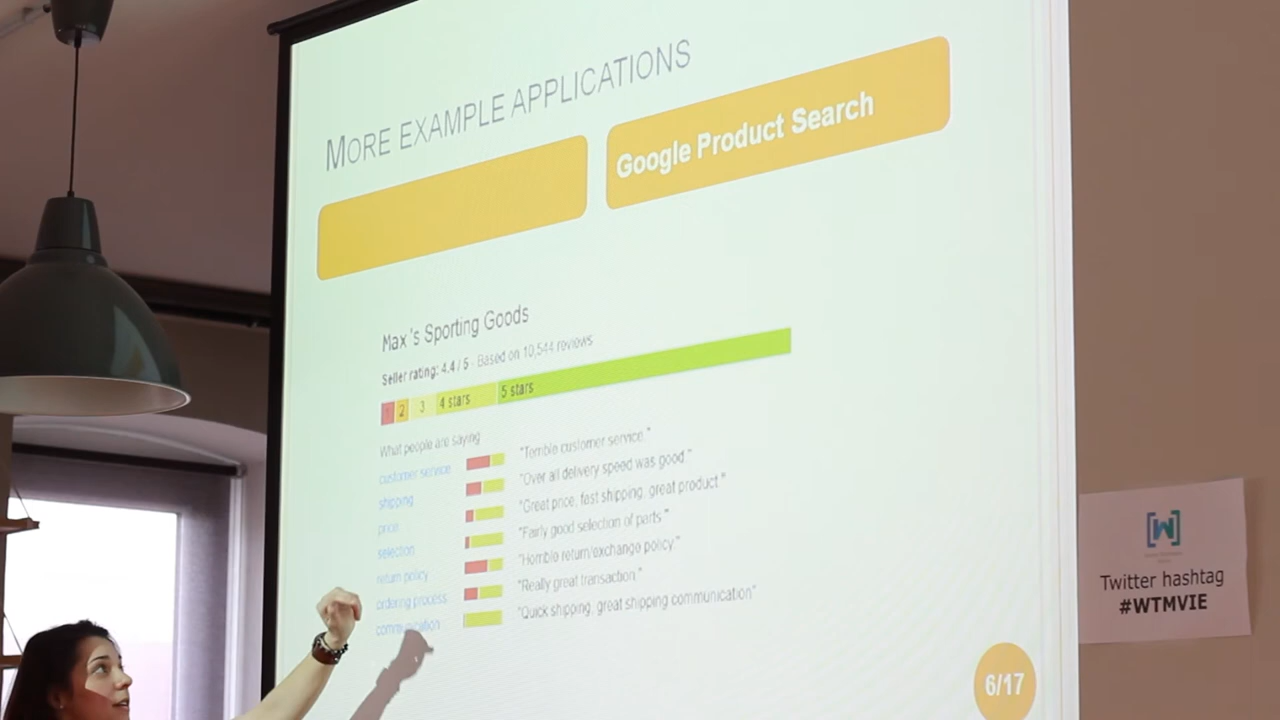 MORE EXAMPLE APPLICATIONS
Google Product Search
Max's Sporting Goods
Seller rating: 4.4 / 5 - Based on 10,544 reviews
1 2 3 4 stars 5 stars
What people are saying
customer service "Terrible customer service."
shipping "Over all delivery speed was good."
price "Great price, fast shipping, great product."
selection "Fairly good selection of parts."
return policy "Horrible return/exchange policy."
ordering process "Really great transaction."
communication "Quick shipping, great shipping communication"
6/17
[W]
Twitter hashtag
#WTMVIE